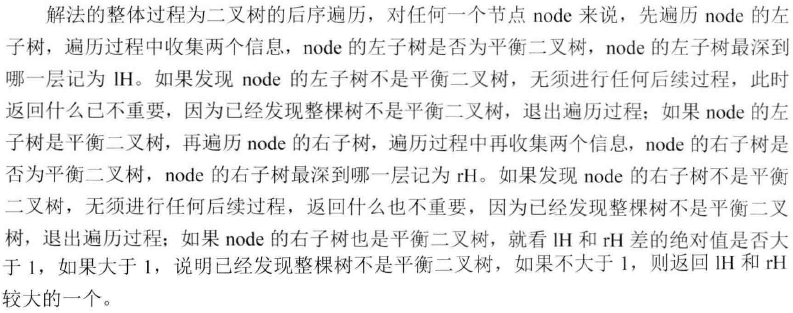 解法的整体过程为二叉树的后序遍历，对任何一个节点 node 来说，先遍历 node 的左
子树，遍历过程中收集两个信息，node 的左子树是否为平衡二叉树，node 的左子树最深到
哪一层记为 lH。如果发现 node 的左子树不是平衡二叉树，无须进行任何后续过程，此时
返回什么已不重要，因为已经发现整棵树不是平衡二叉树，退出遍历过程；如果 node 的左
子树是平衡二叉树，再遍历 node 的右子树，遍历过程中再收集两个信息，node 的右子树是
否为平衡二叉树，node 的右子树最深到哪一层记为 rH。如果发现 node 的右子树不是平衡
二叉树，无须进行任何后续过程，返回什么也不重要，因为已经发现整棵树不是平衡二叉
树，退出遍历过程；如果 node 的右子树也是平衡二叉树，就看 lH 和 rH 差的绝对值是否大
于 1，如果大于 1，说明已经发现整棵树不是平衡二叉树，如果不大于 1，则返回 lH 和 rH
较大的一个。